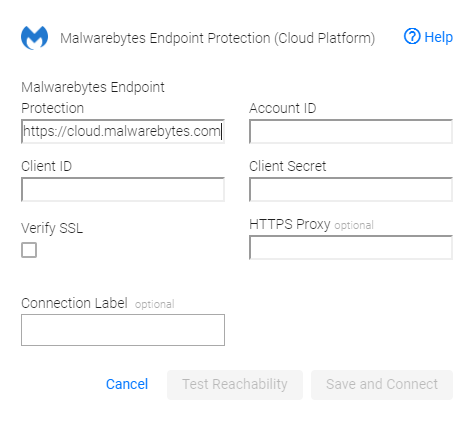 Malwarebytes Endpoint Protection (Cloud Platform)
Help
Malwarebytes Endpoint
Protection
Account ID
https://cloud.malwarebytes.com
Client ID
Client Secret
Verify SSL
HTTPS Proxy optional
Connection Label optional
Cancel
Test Reachability
Save and Connect